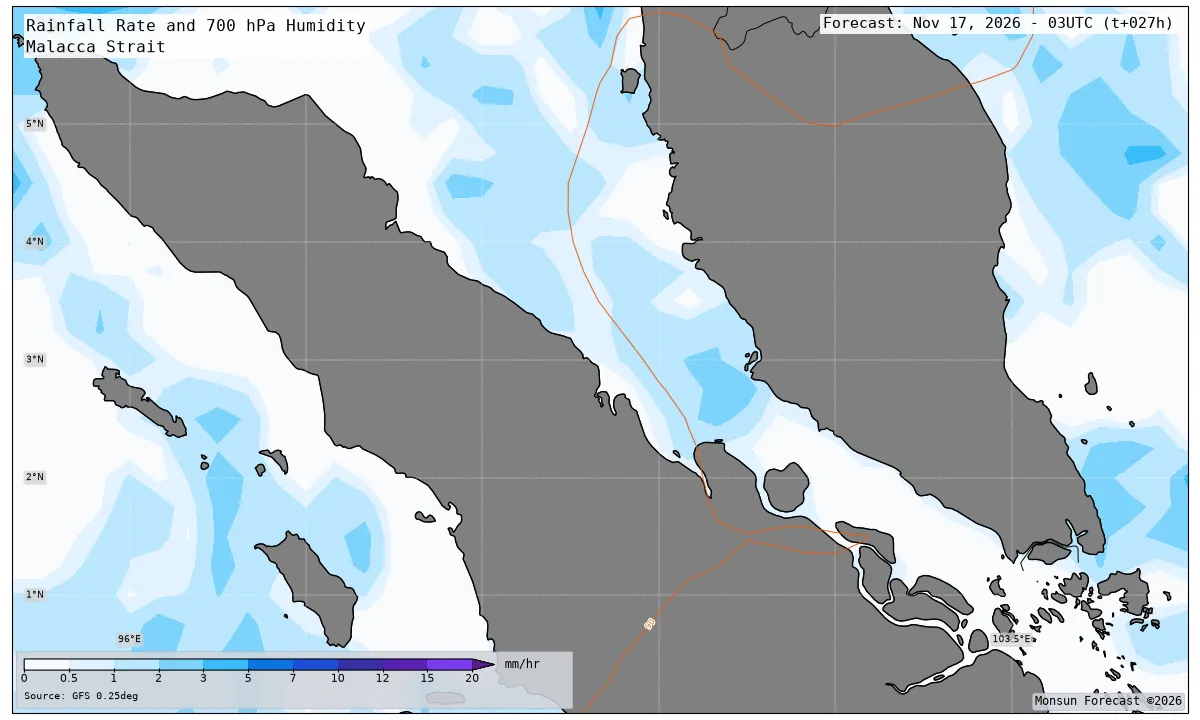 Rainfall Rate and 700 hPa Humidity
Malacca Strait
Forecast: Nov 17, 2026 - 03UTC (t+027h)
5°N
4°N
3°N
2°N
1°N
96°E
103.5°E
90
mm/hr
0 0.5 1 2 3 5 7 10 12 15 20
Source: GFS 0.25deg
Monsun Forecast ©2026